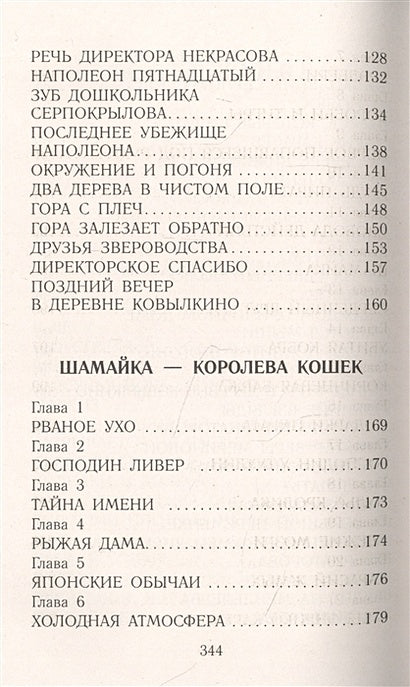 РЕЧЬ ДИРЕКТОРА НЕКРАСОВА..........128
НАПОЛЕОН ПЯТНАДЦАТЫЙ.............132
ЗУБ ДОШКОЛЬНИКА
СЕРПОКРЫЛОВА........................134
ПОСЛЕДНЕЕ УБЕЖИЩЕ
НАПОЛЕОНА............................138
ОКРУЖЕНИЕ И ПОГОНЯ................141
ДВА ДЕРЕВА В ЧИСТОМ ПОЛЕ..........145
ГОРА С ПЛЕЧ...........................148
ГОРА ЗАЛЕЗАЕТ ОБРАТНО..............150
ДРУЗЬЯ ЗВЕРОВОДСТВА................153
ДИРЕКТОРСКОЕ СПАСИБО..............157
ПОЗДНИЙ ВЕЧЕР
В ДЕРЕВНЕ КОВЫЛКИНО..............160
ШАМАЙКА — КОРОЛЕВА КОШЕК
Глава 1
РВАНОЕ УХО............................169
Глава 2
ГОСПОДИН ЛИВЕР.....................170
Глава 3
ТАЙНА ИМЕНИ.........................173
Глава 4
РЫЖАЯ ДАМА..........................174
Глава 5
ЯПОНСКИЕ ОБЫЧАИ...................176
Глава 6
ХОЛОДНАЯ АТМОСФЕРА................179
344